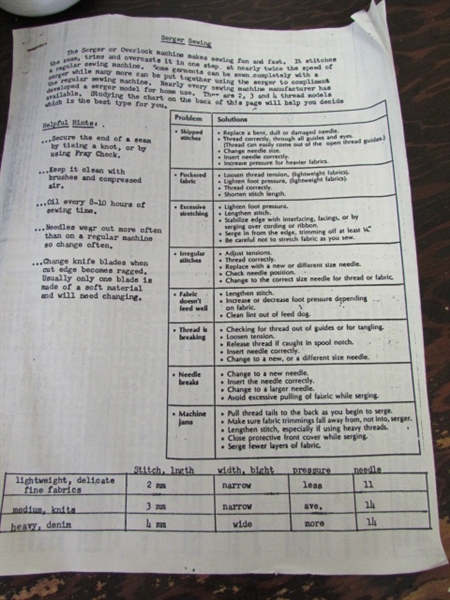 Serger Sewing
The Serger or Overlock machine makes sewing fun and fast. It stitches
the seam, trims and overcasts it in one step, at nearly twice the speed of
a regular sewing machine. Some garments can be sewn completely with a
serger while many more can be put together using the serger to compliment
the regular sewing machine. Nearly every sewing machine manufacturer has
developed a serger model for home use. There are 2, 3 and 4 thread models
available. Studying the chart on the back of this page will help you decide
which is the best type for you.
Helpful Hints:
...Secure the end of a seam
by tieing a knot, or by
using Fray Check.
...Keep it clean with
brushes and compressed
air.
...Oil every 8-10 hours of
sewing time.
...Needles wear out more often
than on a regular machine
so change often.
...Change knife blades when
cut edge becomes ragged.
Usually only one blade is
made of a soft material
and will need changing.
Problem Solutions
• Skipped stitches
• Replace a bent, dull or damaged needle.
• Thread correctly, through all guides and eyes.
(Thread can easily come out of the open thread guides.)
• Change needle size.
• Insert needle correctly.
• Increase pressure for heavier fabrics.
• Puckered fabric
• Loosen thread tension, (lightweight fabrics).
• Lighten foot pressure, (lightweight fabrics).
• Thread correctly.
• Shorten stitch length.
• Excessive stretching
• Lighten foot pressure.
• Lengthen stitch.
• Stabilize edge with interfacing, facings, or by
serging over cording or ribbon.
• Serge in from the edge, trimming off at least ¼"
• Be careful not to stretch fabric as you sew.
• Irregular stitches
• Adjust tensions.
• Thread correctly.
• Replace with a new or different size needle.
• Check needle position.
• Change to the correct size needle for thread or fabric.
• Fabric doesn't feed well
• Lengthen stitch.
• Increase or decrease foot pressure depending
on fabric.
• Clean lint out of feed dog.
• Thread is breaking
• Checking for thread out of guides or for tangling.
• Loosen tension.
• Release thread if caught in spool notch.
• Insert needle correctly.
• Change to a new, or a different size needle.
• Needle breaks
• Change to a new needle.
• Insert the needle correctly.
• Change to a larger needle.
• Avoid excessive pulling of fabric while serging.
• Machine jams
• Pull thread tails to the back as you begin to serge.
• Make sure fabric trimmings fall away from, not into, serger.
• Lengthen stitch, especially if using heavy threads.
• Close protective front cover while serging.
• Serge fewer layers of fabric.
Stitch, lngth width, bight pressure needle
lightweight, delicate
fine fabrics 2 mm narrow less 11
medium, knits 3 mm narrow ave. 14
heavy, denim 4 mm wide more 14